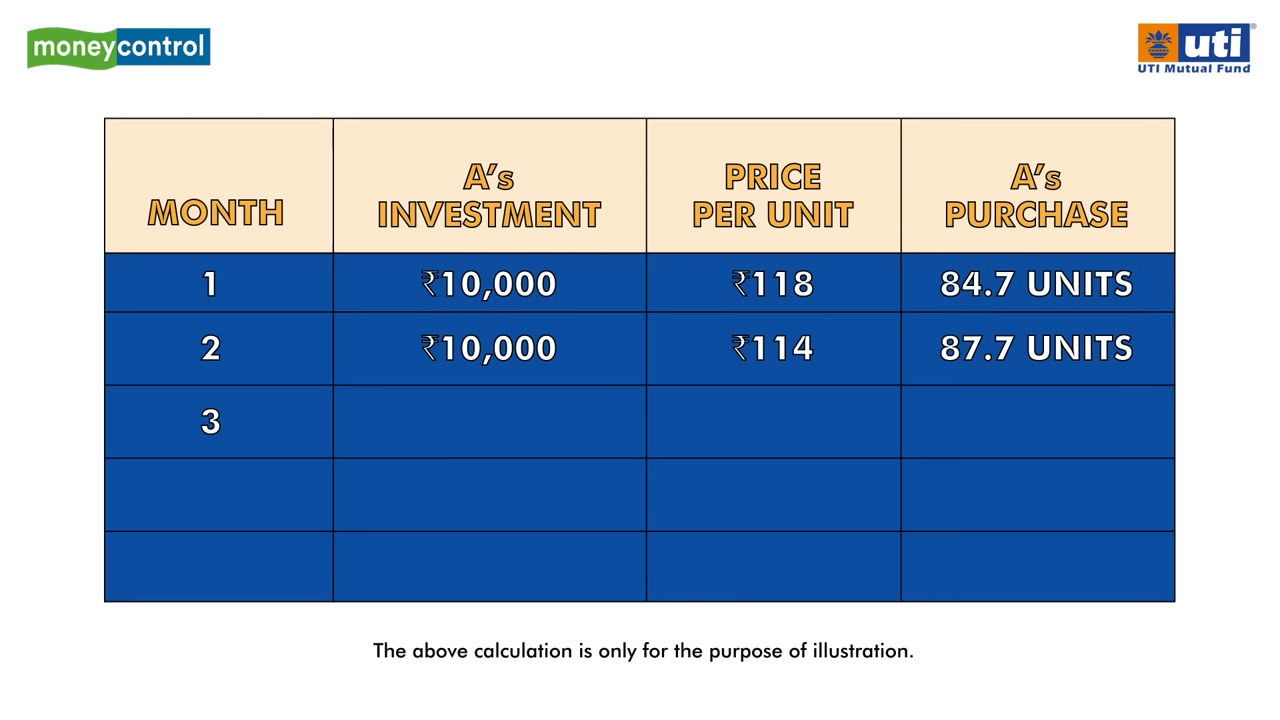 moneycontrol
uti
UTI Mutual Fund
MONTH
A's
INVESTMENT
PRICE
PER UNIT
A's
PURCHASE
1 ₹10,000 ₹118 84.7 UNITS
2 ₹10,000 ₹114 87.7 UNITS
3
The above calculation is only for the purpose of illustration.